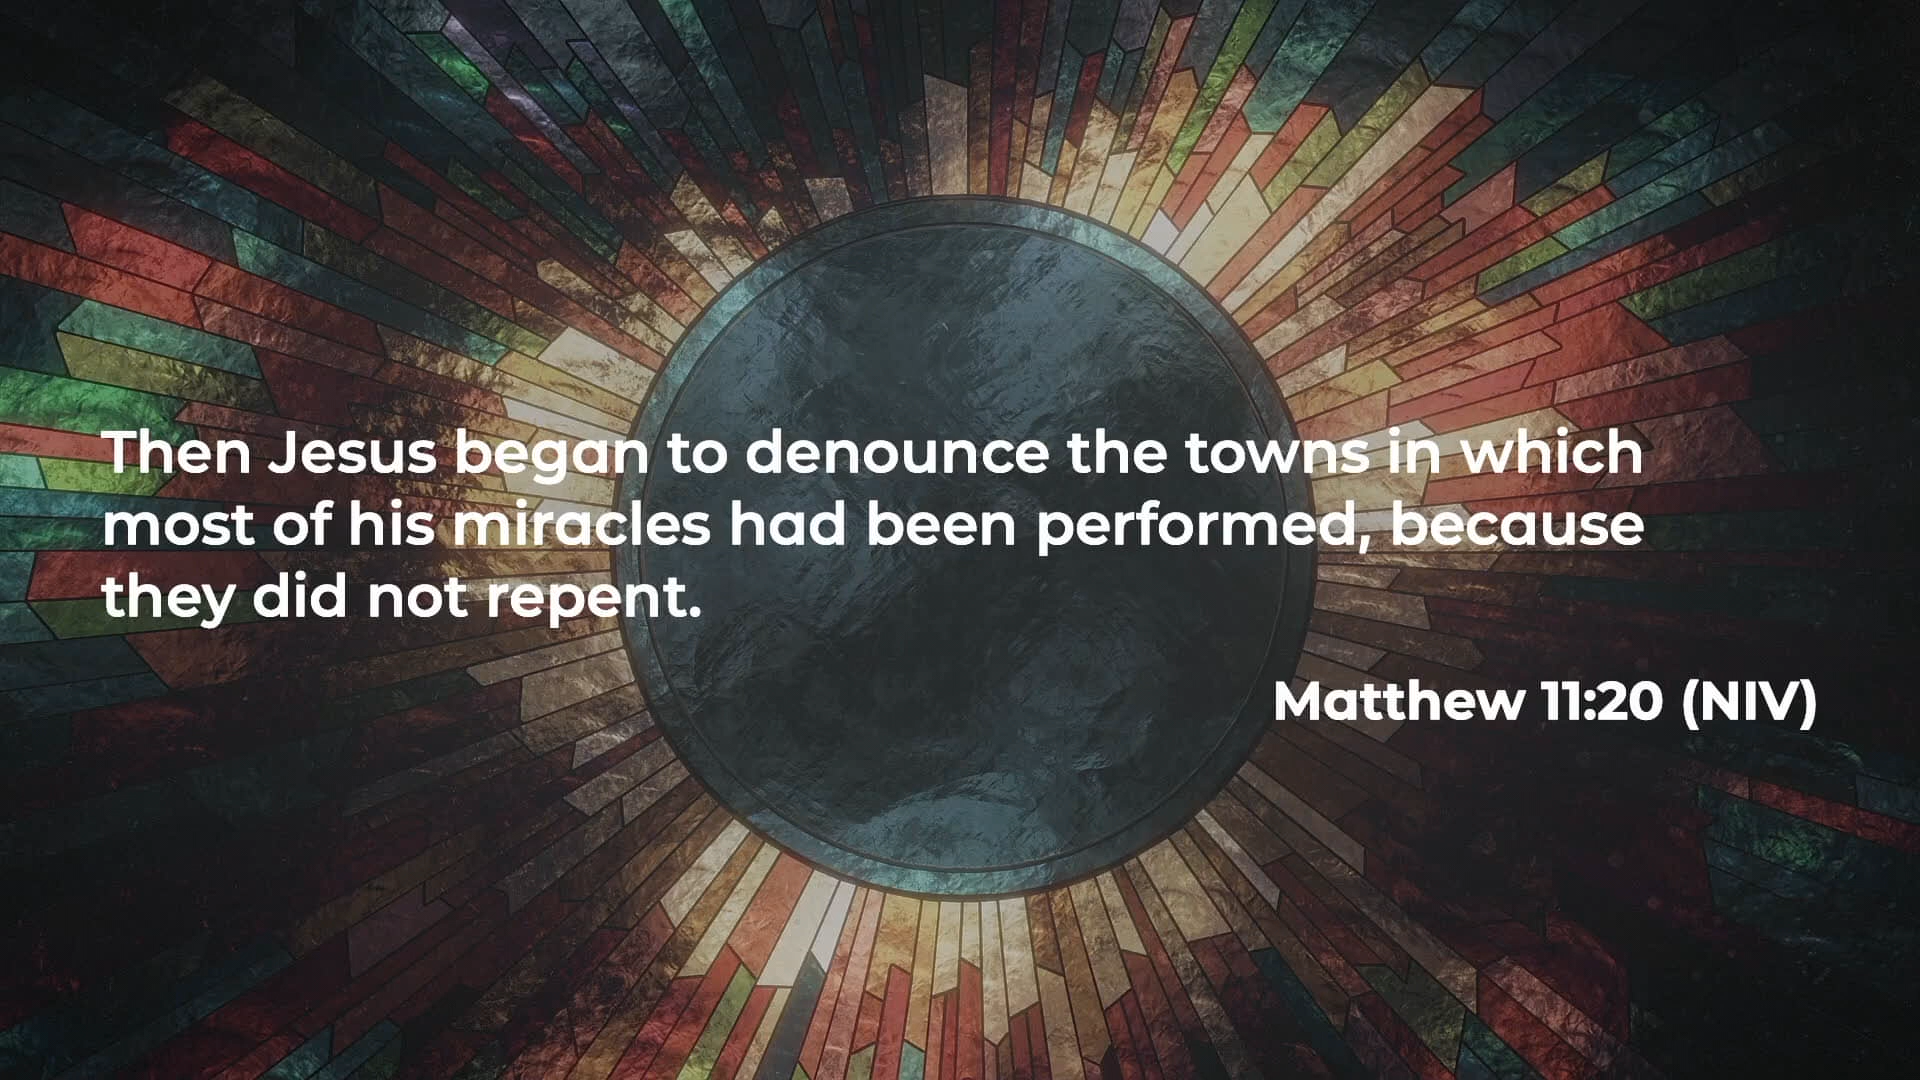 Then Jesus began to denounce the towns in which
most of his miracles had been performed, because
they did not repent.
Matthew 11:20 (NIV)